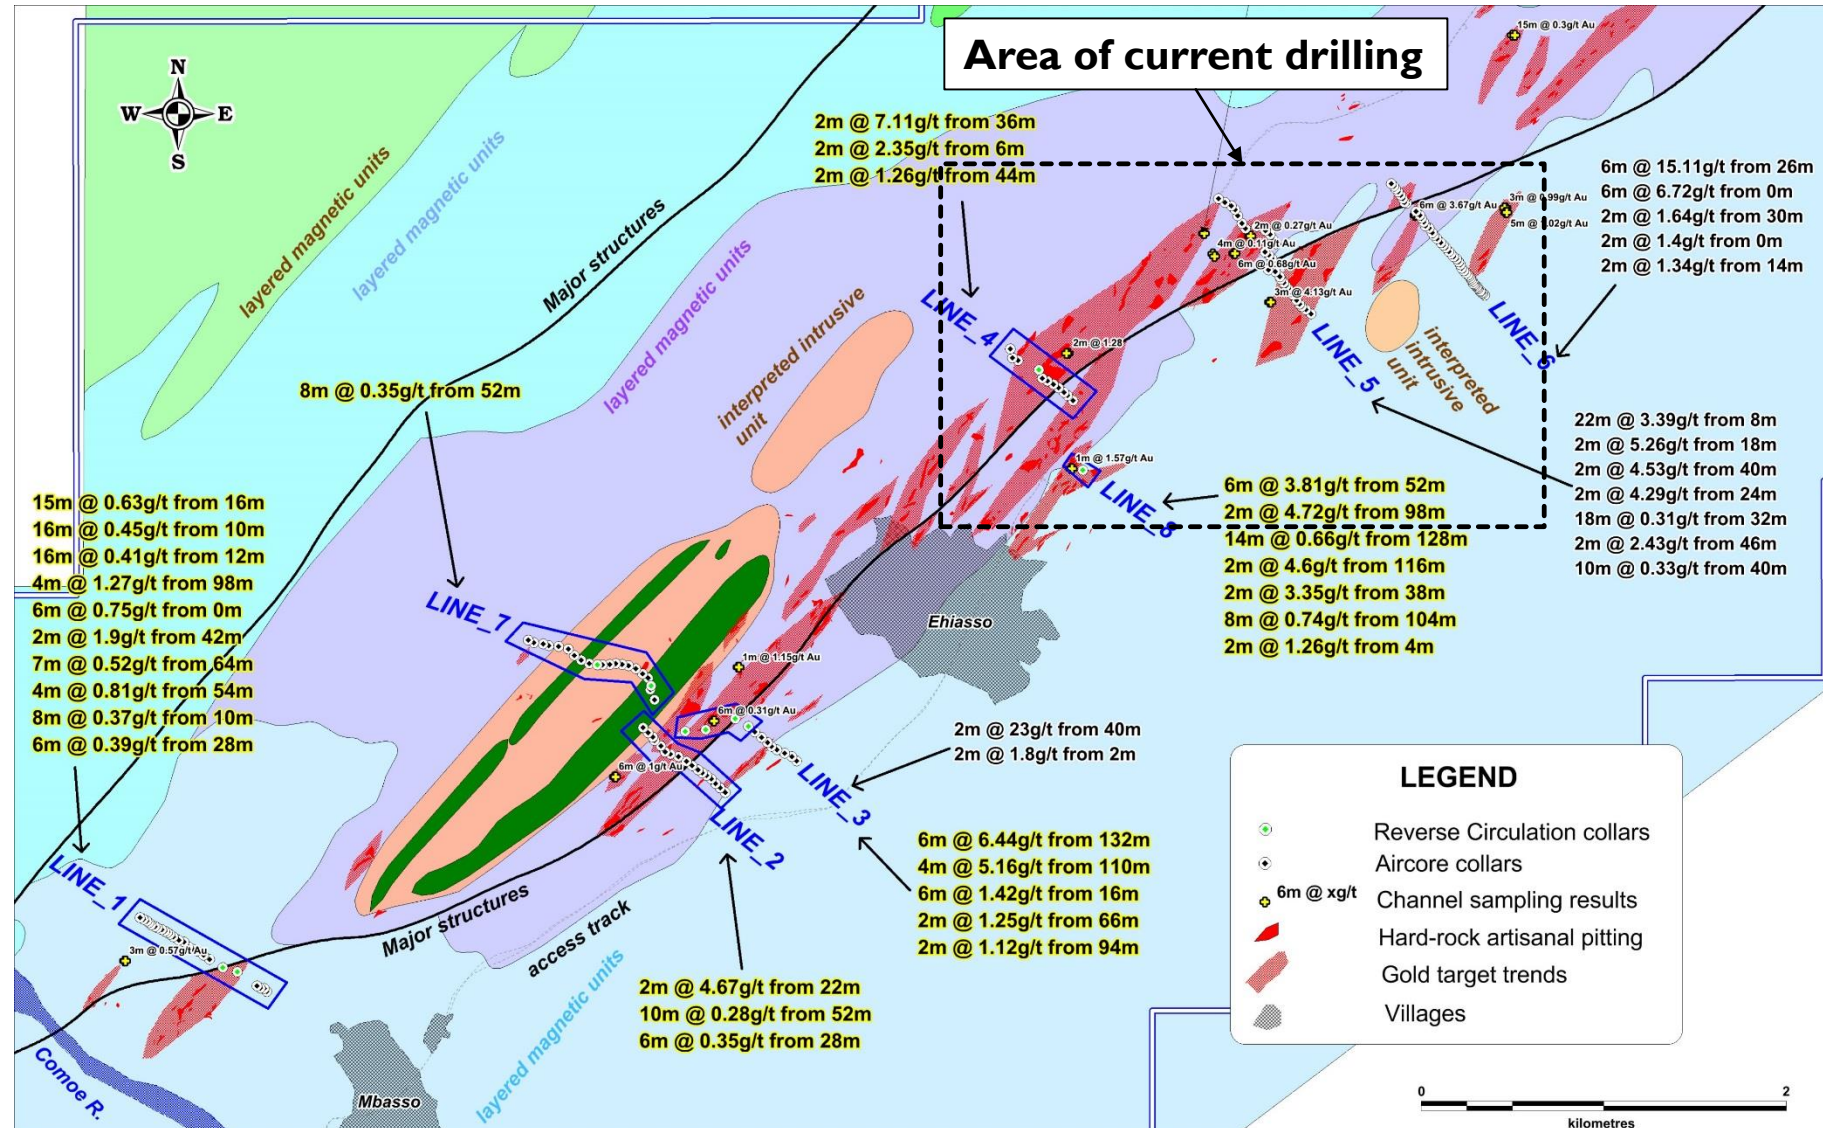 Area of current drilling
15m @ 0.3g/t Au
N
W
E
S
layered magnetic units
layered magnetic units
Major structures
layered magnetic units
interpreted intrusive
unit
2m @ 7.11g/t from 36m
2m @ 2.35g/t from 6m
2m @ 1.26g/t from 44m
6m @ 15.11g/t from 26m
6m @ 6.72g/t from 0m
2m @ 1.64g/t from 30m
2m @ 1.4g/t from 0m
2m @ 1.34g/t from 14m
6m @ 3.67g/t Au
3m @ 0.99g/t Au
2m @ 0.27g/t Au
4m @ 0.11g/t Au
6m @ 0.68g/t Au
3m @ 4.13g/t Au
LINE_4
2m @ 1.28
LINE_5
LINE_6
interpreted
intrusive
unit
8m @ 0.35g/t from 52m
22m @ 3.39g/t from 8m
2m @ 5.26g/t from 18m
2m @ 4.53g/t from 40m
2m @ 4.29g/t from 24m
18m @ 0.31g/t from 32m
2m @ 2.43g/t from 46m
10m @ 0.33g/t from 40m
1m @ 1.57g/t Au
LINE_8
6m @ 3.81g/t from 52m
2m @ 4.72g/t from 98m
14m @ 0.66g/t from 128m
2m @ 4.6g/t from 116m
2m @ 3.35g/t from 38m
8m @ 0.74g/t from 104m
2m @ 1.26g/t from 4m
15m @ 0.63g/t from 16m
16m @ 0.45g/t from 10m
16m @ 0.41g/t from 12m
4m @ 1.27g/t from 98m
6m @ 0.75g/t from 0m
2m @ 1.9g/t from 42m
7m @ 0.52g/t from 64m
4m @ 0.81g/t from 54m
8m @ 0.37g/t from 10m
6m @ 0.39g/t from 28m
LINE_7
Ehiasso
1m @ 1.15g/t Au
6m @ 0.31g/t Au
6m @ 1g/t Au
2m @ 23g/t from 40m
2m @ 1.8g/t from 2m
LINE_3
LINE_2
6m @ 6.44g/t from 132m
4m @ 5.16g/t from 110m
6m @ 1.42g/t from 16m
2m @ 1.25g/t from 66m
2m @ 1.12g/t from 94m
LINE_1
3m @ 0.57g/t Au
Major structures
access track
layered magnetic units
2m @ 4.67g/t from 22m
10m @ 0.28g/t from 52m
6m @ 0.35g/t from 28m
Comoe R.
Mbasso
LEGEND
Reverse Circulation collars
Aircore collars
6m @ xg/t
Channel sampling results
Hard-rock artisanal pitting
Gold target trends
Villages
0
2
kilometres